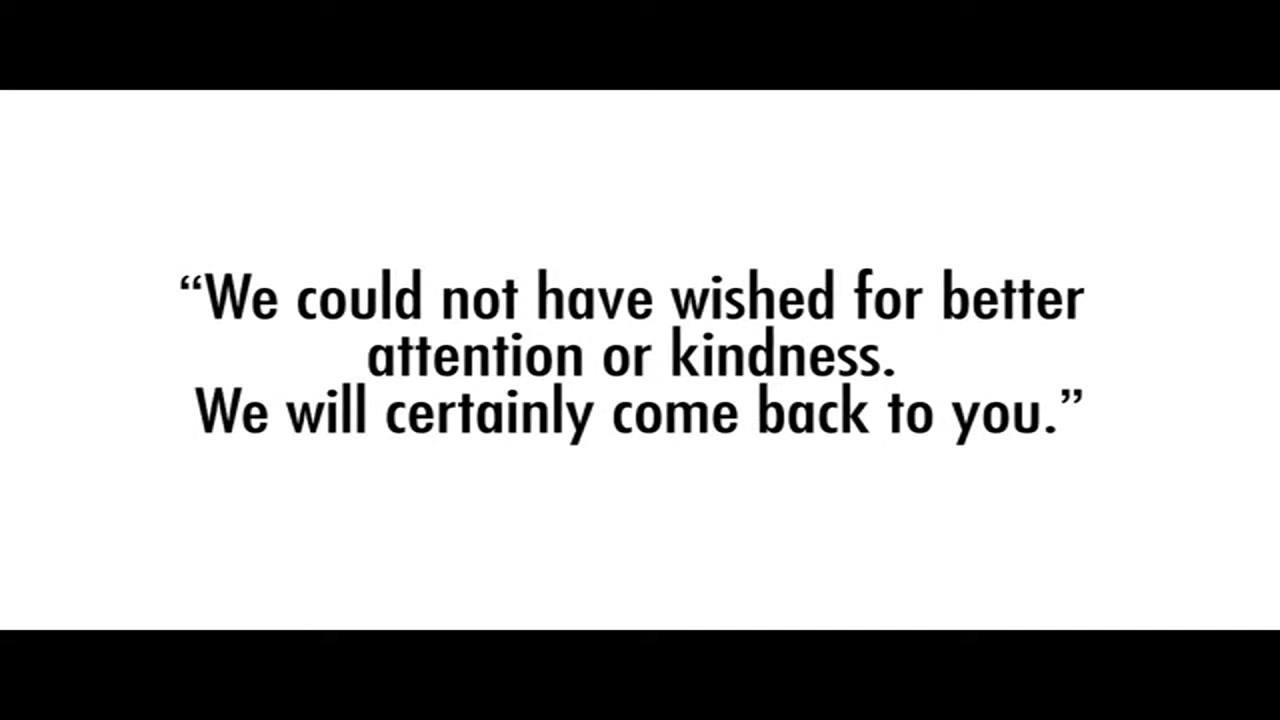 “We could not have wished for better
attention or kindness.
We will certainly come back to you.”